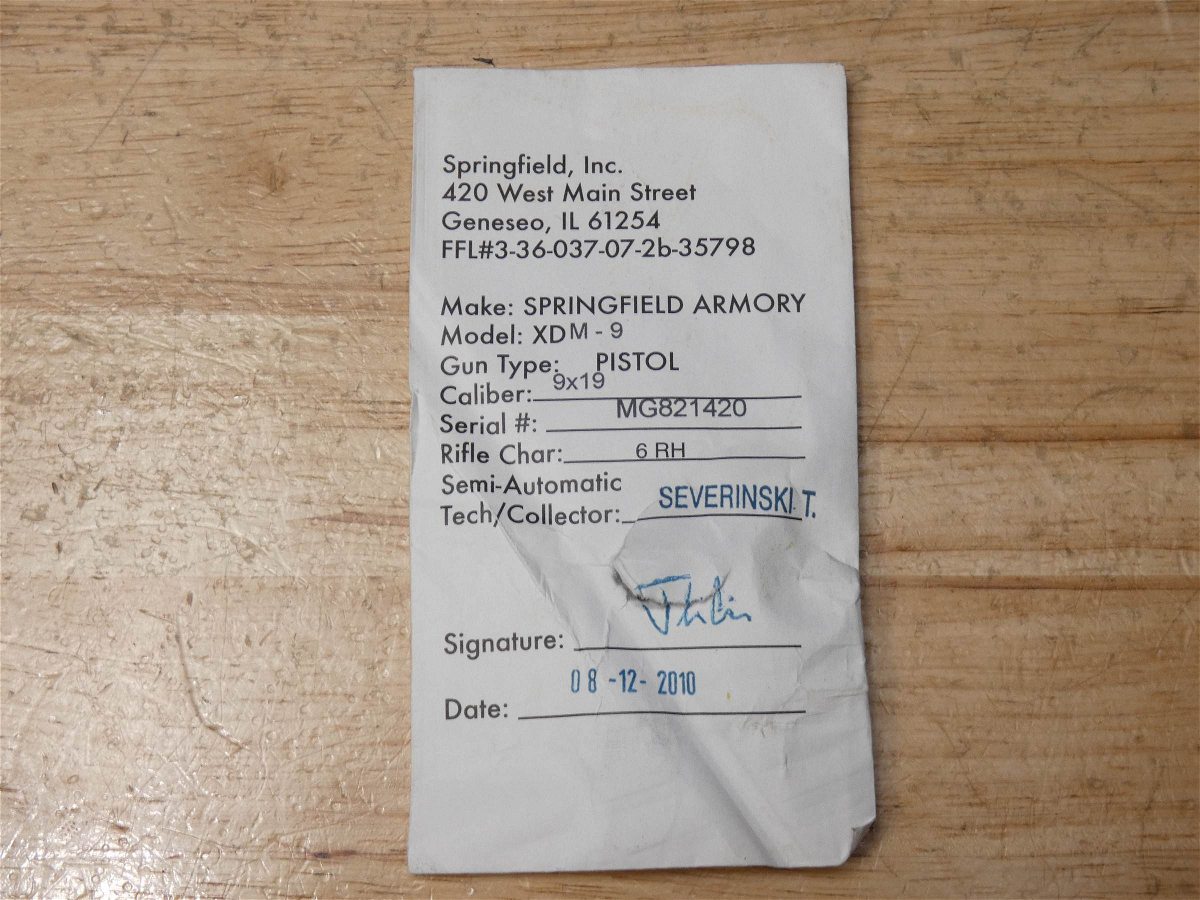 Springfield, Inc.
420 West Main Street
Geneseo, IL 61254
FFL#3-36-037-07-2b-35798
Make: SPRINGFIELD ARMORY
Model: XDM - 9
Gun Type: PISTOL
Caliber: 9x19
Serial #: MG821420
Rifle Char: 6 RH
Semi-Automatic
Tech/Collector: SEVERINSKI T.
Signature:
08-12-2010
Date: